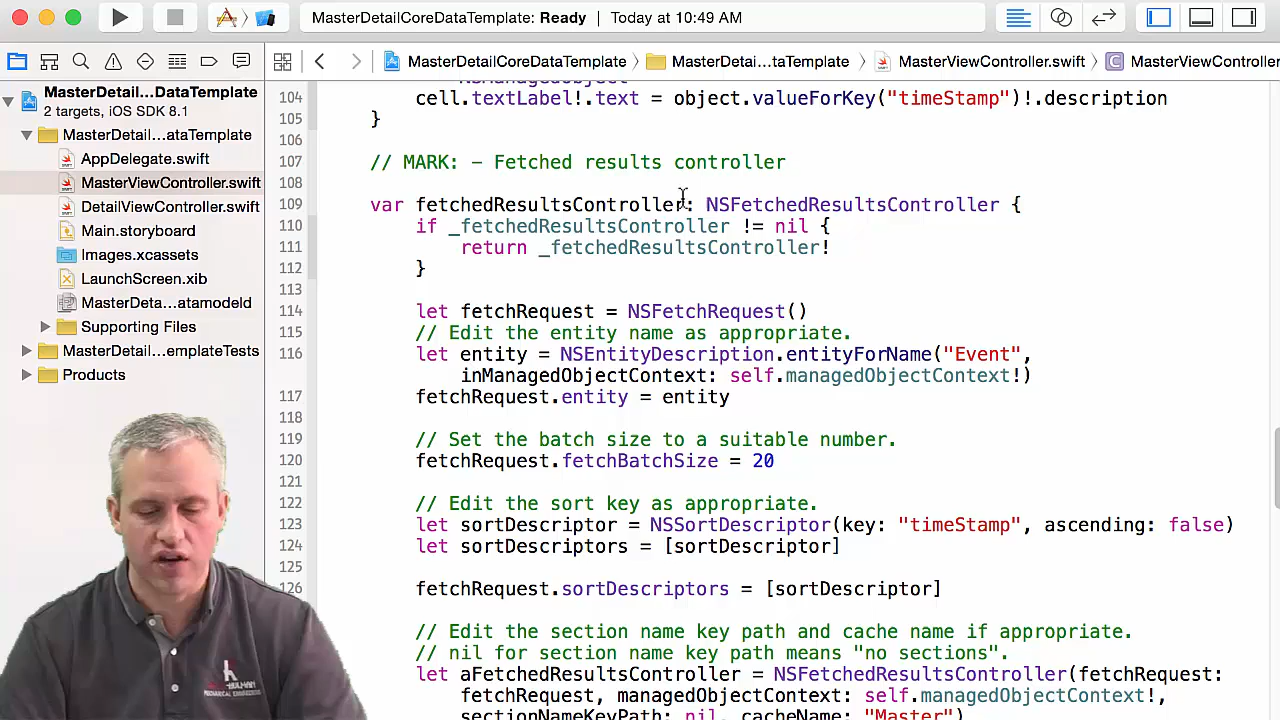 MasterDetailCoreDataTemplate: Ready | Today at 10:49 AM
MasterDetailCoreDataTemplate
MasterDetai...taTemplate
MasterViewController.swift
C MasterViewController
MasterDetail...DataTemplate
2 targets, iOS SDK 8.1
MasterDetail...ataTemplate
AppDelegate.swift
MasterViewController.swift
DetailViewController.swift
Main.storyboard
Images.xcassets
LaunchScreen.xib
MasterDeta...atamodeld
Supporting Files
MasterDetail...emplateTests
Products
NSManagedObject
104 cell.textLabel!.text = object.valueForKey("timeStamp")!.description
105 }
106
107 // MARK: - Fetched results controller
108
109 var fetchedResultsController: NSFetchedResultsController {
110 if _fetchedResultsController != nil {
111 return _fetchedResultsController!
112 }
113
114 let fetchRequest = NSFetchRequest()
115 // Edit the entity name as appropriate.
116 let entity = NSEntityDescription.entityForName("Event",
inManagedObjectContext: self.managedObjectContext!)
117 fetchRequest.entity = entity
118
119 // Set the batch size to a suitable number.
120 fetchRequest.fetchBatchSize = 20
121
122 // Edit the sort key as appropriate.
123 let sortDescriptor = NSSortDescriptor(key: "timeStamp", ascending: false)
124 let sortDescriptors = [sortDescriptor]
125
126 fetchRequest.sortDescriptors = [sortDescriptor]
// Edit the section name key path and cache name if appropriate.
// nil for section name key path means "no sections".
let aFetchedResultsController = NSFetchedResultsController(fetchRequest:
fetchRequest, managedObjectContext: self.managedObjectContext!,
sectionNameKeyPath: nil, cacheName: "Master")
MECHANICAL ENGINEERING